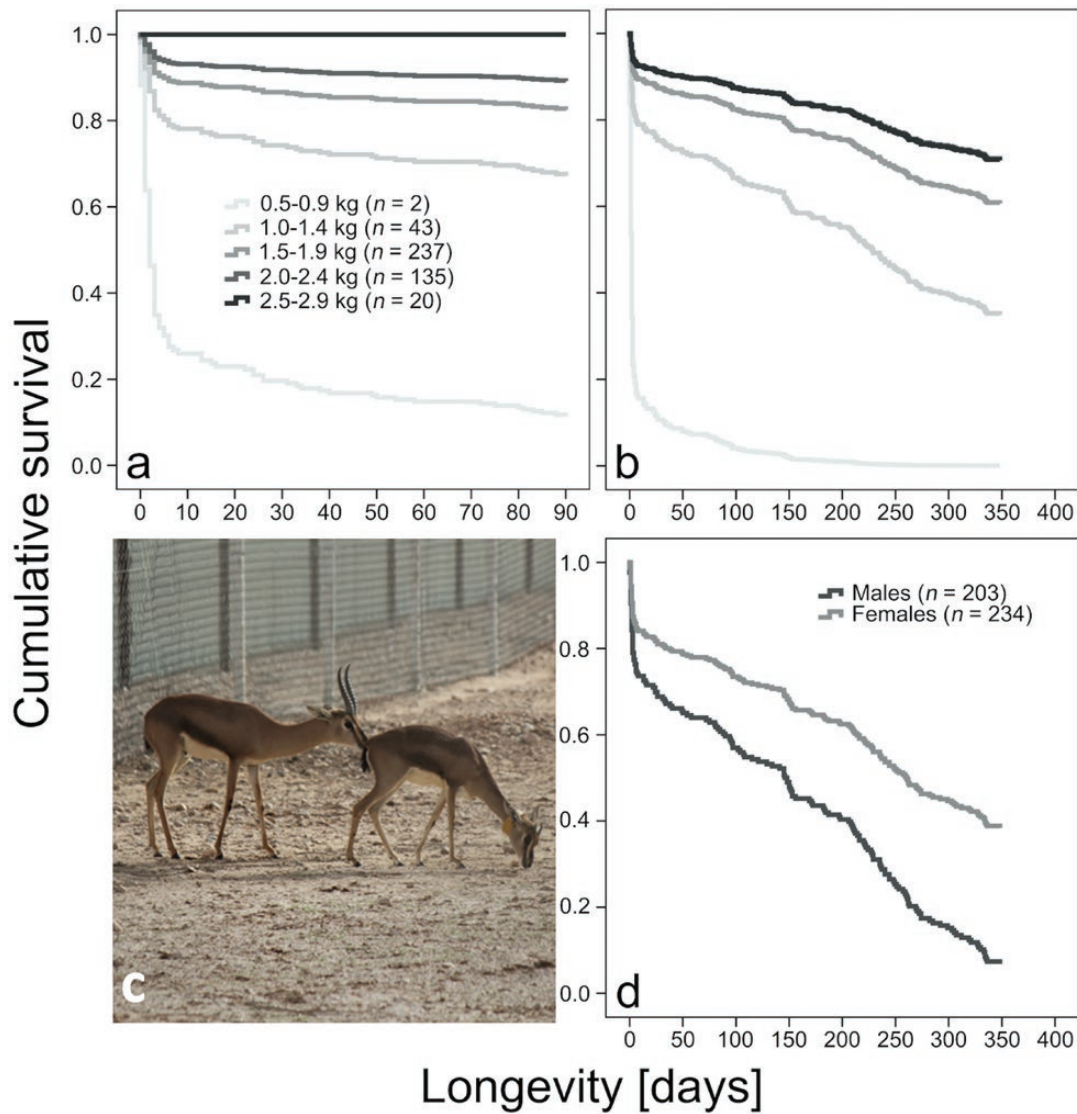 Cumulative survival
1.0
0.8
0.6
0.4
0.2
0.0
0.5-0.9 kg (n = 2)
1.0-1.4 kg (n = 43)
1.5-1.9 kg (n = 237)
2.0-2.4 kg (n = 135)
2.5-2.9 kg (n = 20)
a
0 10 20 30 40 50 60 70 80 90
b
0 50 100 150 200 250 300 350 400
c
1.0
0.8
0.6
0.4
0.2
0.0
Males (n = 203)
Females (n = 234)
d
0 50 100 150 200 250 300 350 400
Longevity [days]